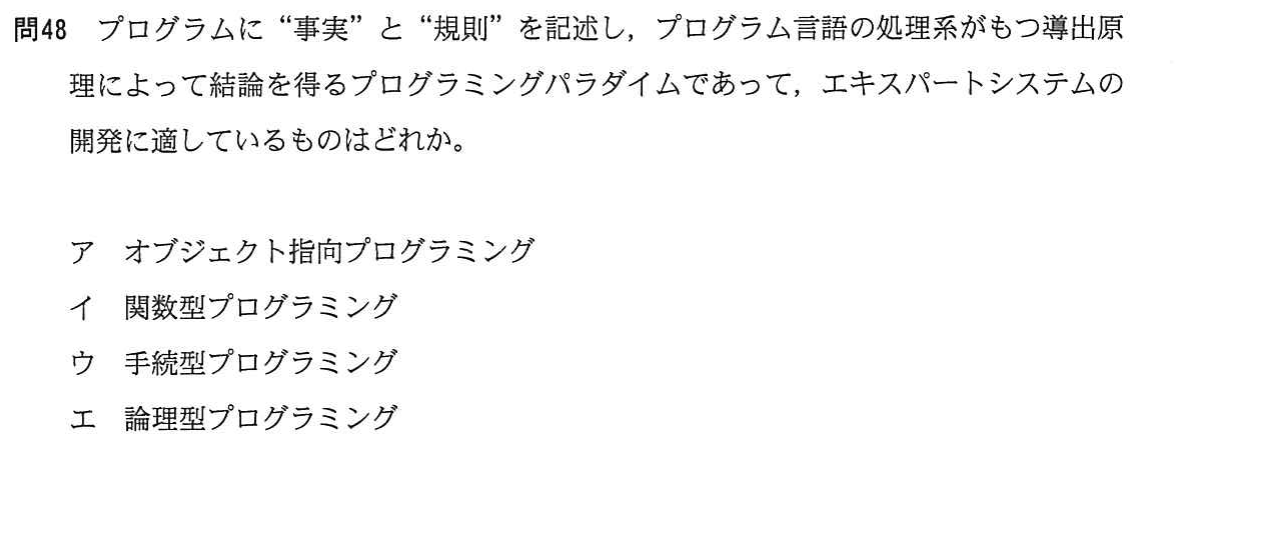 問48 プログラムに“事実”と“規則”を記述し，プログラム言語の処理系がもつ導出原
理によって結論を得るプログラミングパラダイムであって，エキスパートシステムの
開発に適しているものはどれか。
ア オブジェクト指向プログラミング
イ 関数型プログラミング
ウ 手続型プログラミング
エ 論理型プログラミング